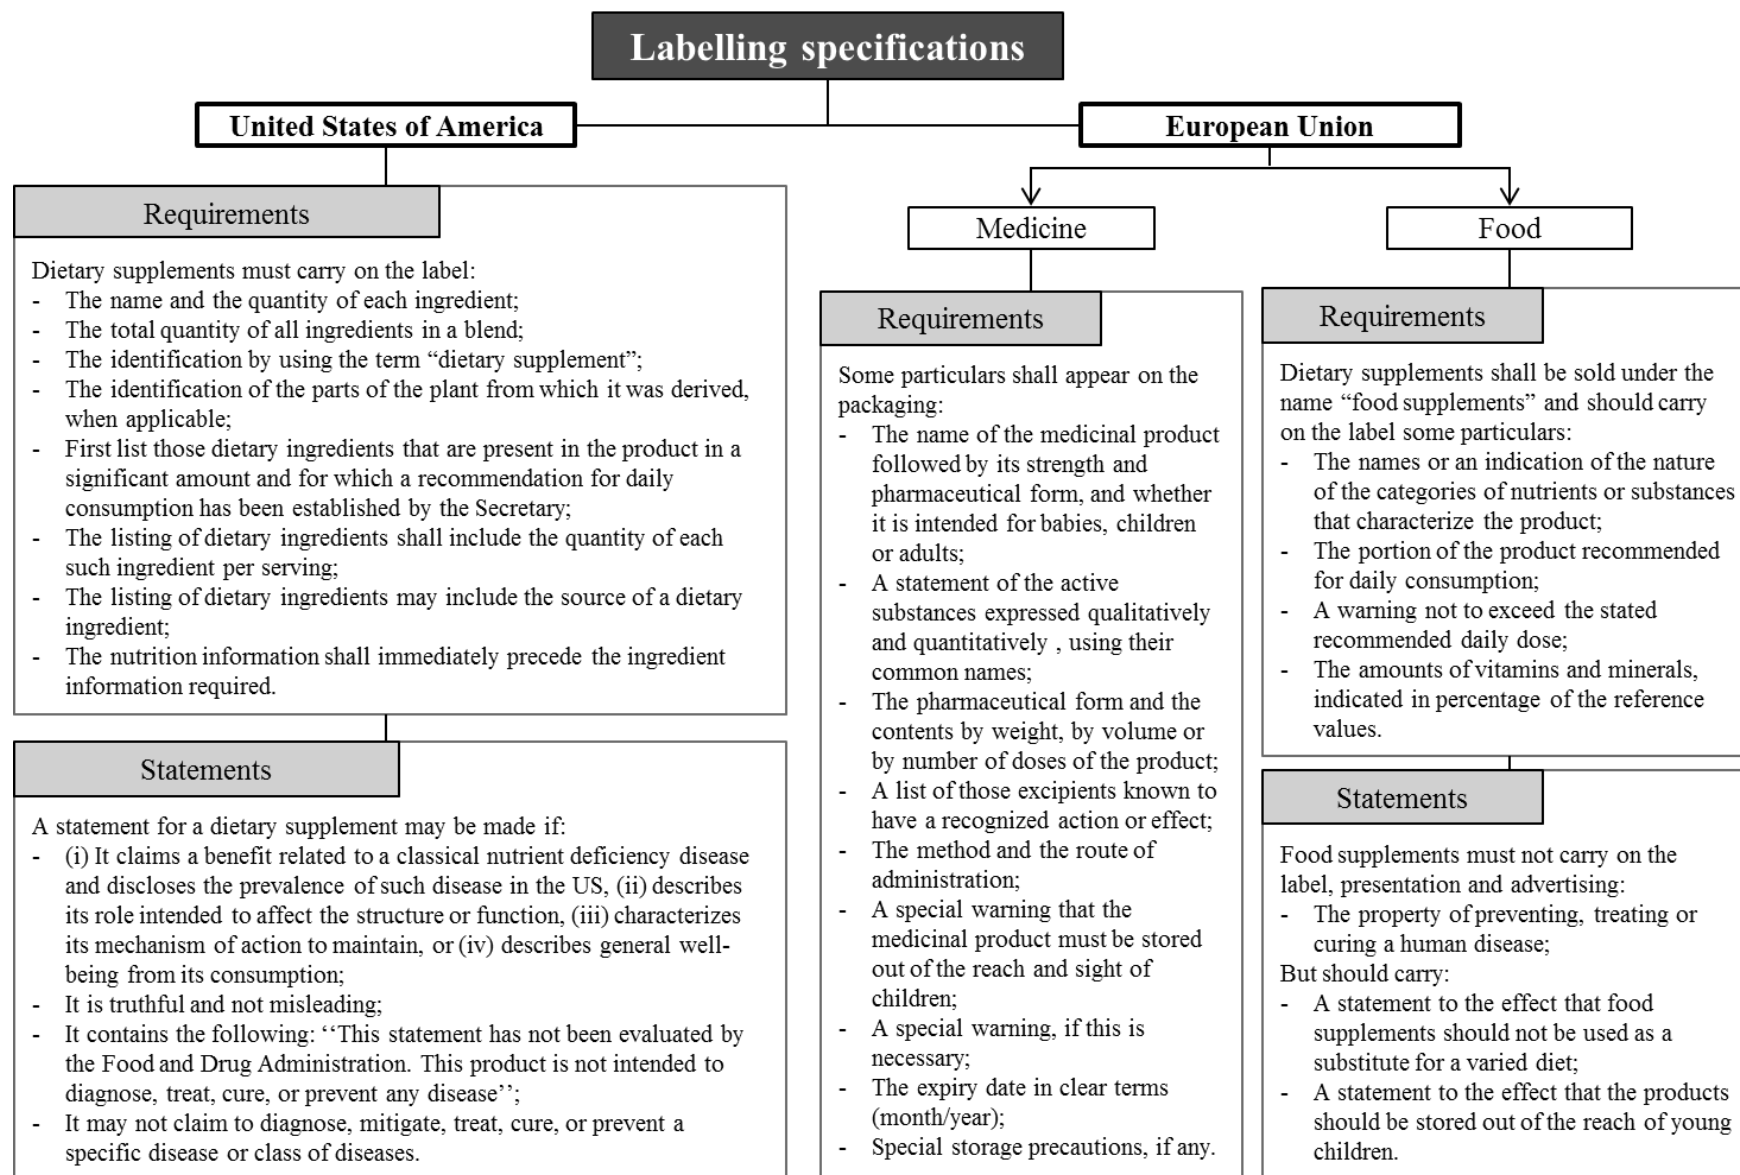 Labelling specifications
United States of America
European Union
Requirements
Dietary supplements must carry on the label:
- The name and the quantity of each ingredient;
- The total quantity of all ingredients in a blend;
- The identification by using the term “dietary supplement”;
- The identification of the parts of the plant from which it was derived,
when applicable;
- First list those dietary ingredients that are present in the product in a
significant amount and for which a recommendation for daily
consumption has been established by the Secretary;
- The listing of dietary ingredients shall include the quantity of each
such ingredient per serving;
- The listing of dietary ingredients may include the source of a dietary
ingredient;
- The nutrition information shall immediately precede the ingredient
information required.
Statements
A statement for a dietary supplement may be made if:
- (i) It claims a benefit related to a classical nutrient deficiency disease
and discloses the prevalence of such disease in the US, (ii) describes
its role intended to affect the structure or function, (iii) characterizes
its mechanism of action to maintain, or (iv) describes general well-
being from its consumption;
- It is truthful and not misleading;
- It contains the following: ‘‘This statement has not been evaluated by
the Food and Drug Administration. This product is not intended to
diagnose, treat, cure, or prevent any disease’’;
- It may not claim to diagnose, mitigate, treat, cure, or prevent a
specific disease or class of diseases.
Medicine
Requirements
Some particulars shall appear on the
packaging:
- The name of the medicinal product
followed by its strength and
pharmaceutical form, and whether
it is intended for babies, children
or adults;
- A statement of the active
substances expressed qualitatively
and quantitatively , using their
common names;
- The pharmaceutical form and the
contents by weight, by volume or
by number of doses of the product;
- A list of those excipients known to
have a recognized action or effect;
- The method and the route of
administration;
- A special warning that the
medicinal product must be stored
out of the reach and sight of
children;
- A special warning, if this is
necessary;
- The expiry date in clear terms
(month/year);
- Special storage precautions, if any.
Food
Requirements
Dietary supplements shall be sold under the
name “food supplements” and should carry
on the label some particulars:
- The names or an indication of the nature
of the categories of nutrients or substances
that characterize the product;
- The portion of the product recommended
for daily consumption;
- A warning not to exceed the stated
recommended daily dose;
- The amounts of vitamins and minerals,
indicated in percentage of the reference
values.
Statements
Food supplements must not carry on the
label, presentation and advertising:
- The property of preventing, treating or
curing a human disease;
But should carry:
- A statement to the effect that food
supplements should not be used as a
substitute for a varied diet;
- A statement to the effect that the products
should be stored out of the reach of young
children.